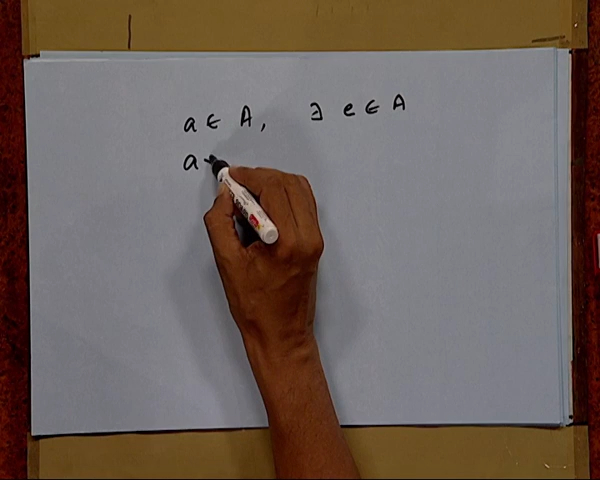 a ∈ A, ∃ e ∈ A
a